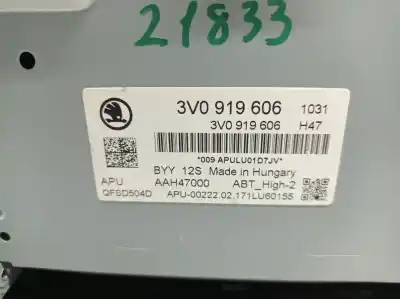 21833
3V0 919 606 1031
3V0 919 606 H47
*009 APULU01D7JV*
BYY 12S Made in Hungary
APU AAH47000 ABT_High-2
QFSD504D APU-00222.02.171LU60155